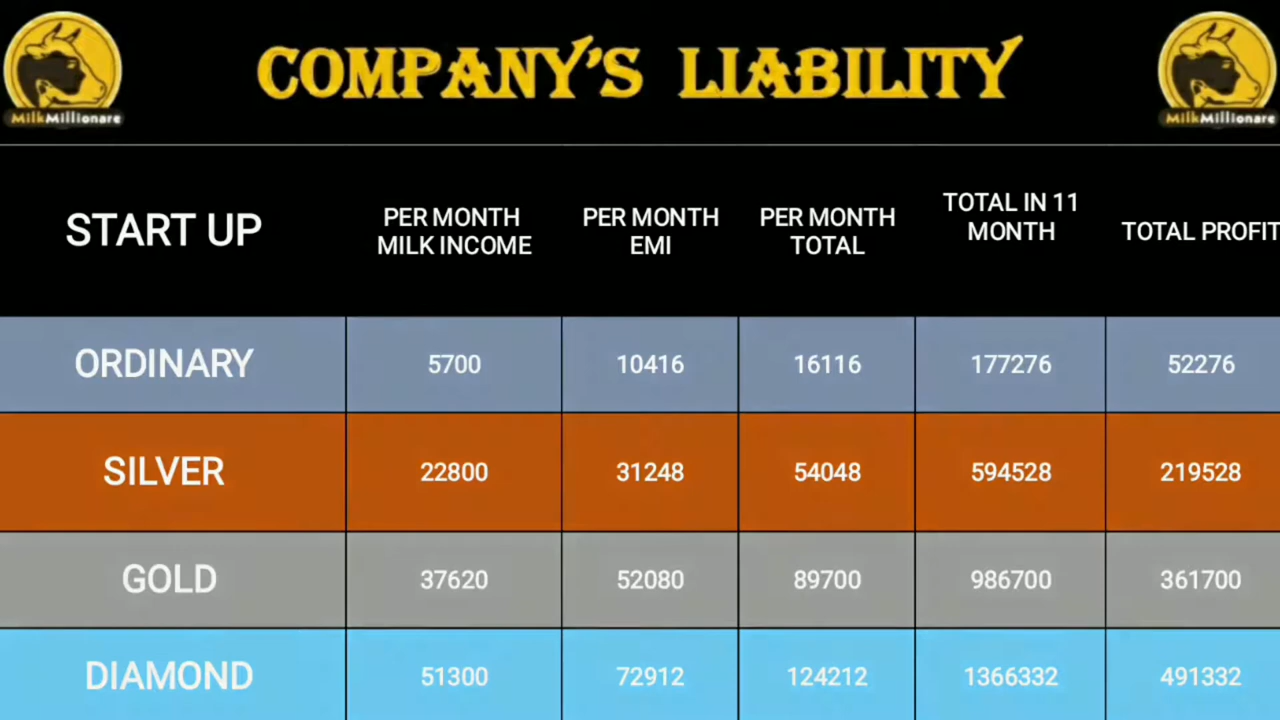 COMPANY'S LIABILITY
MilkMillionare
MilkMillionare
START UP
PER MONTH
MILK INCOME
PER MONTH
EMI
PER MONTH
TOTAL
TOTAL IN 11
MONTH
TOTAL PROFIT
ORDINARY 5700 10416 16116 177276 52276
SILVER 22800 31248 54048 594528 219528
GOLD 37620 52080 89700 986700 361700
DIAMOND 51300 72912 124212 1366332 491332